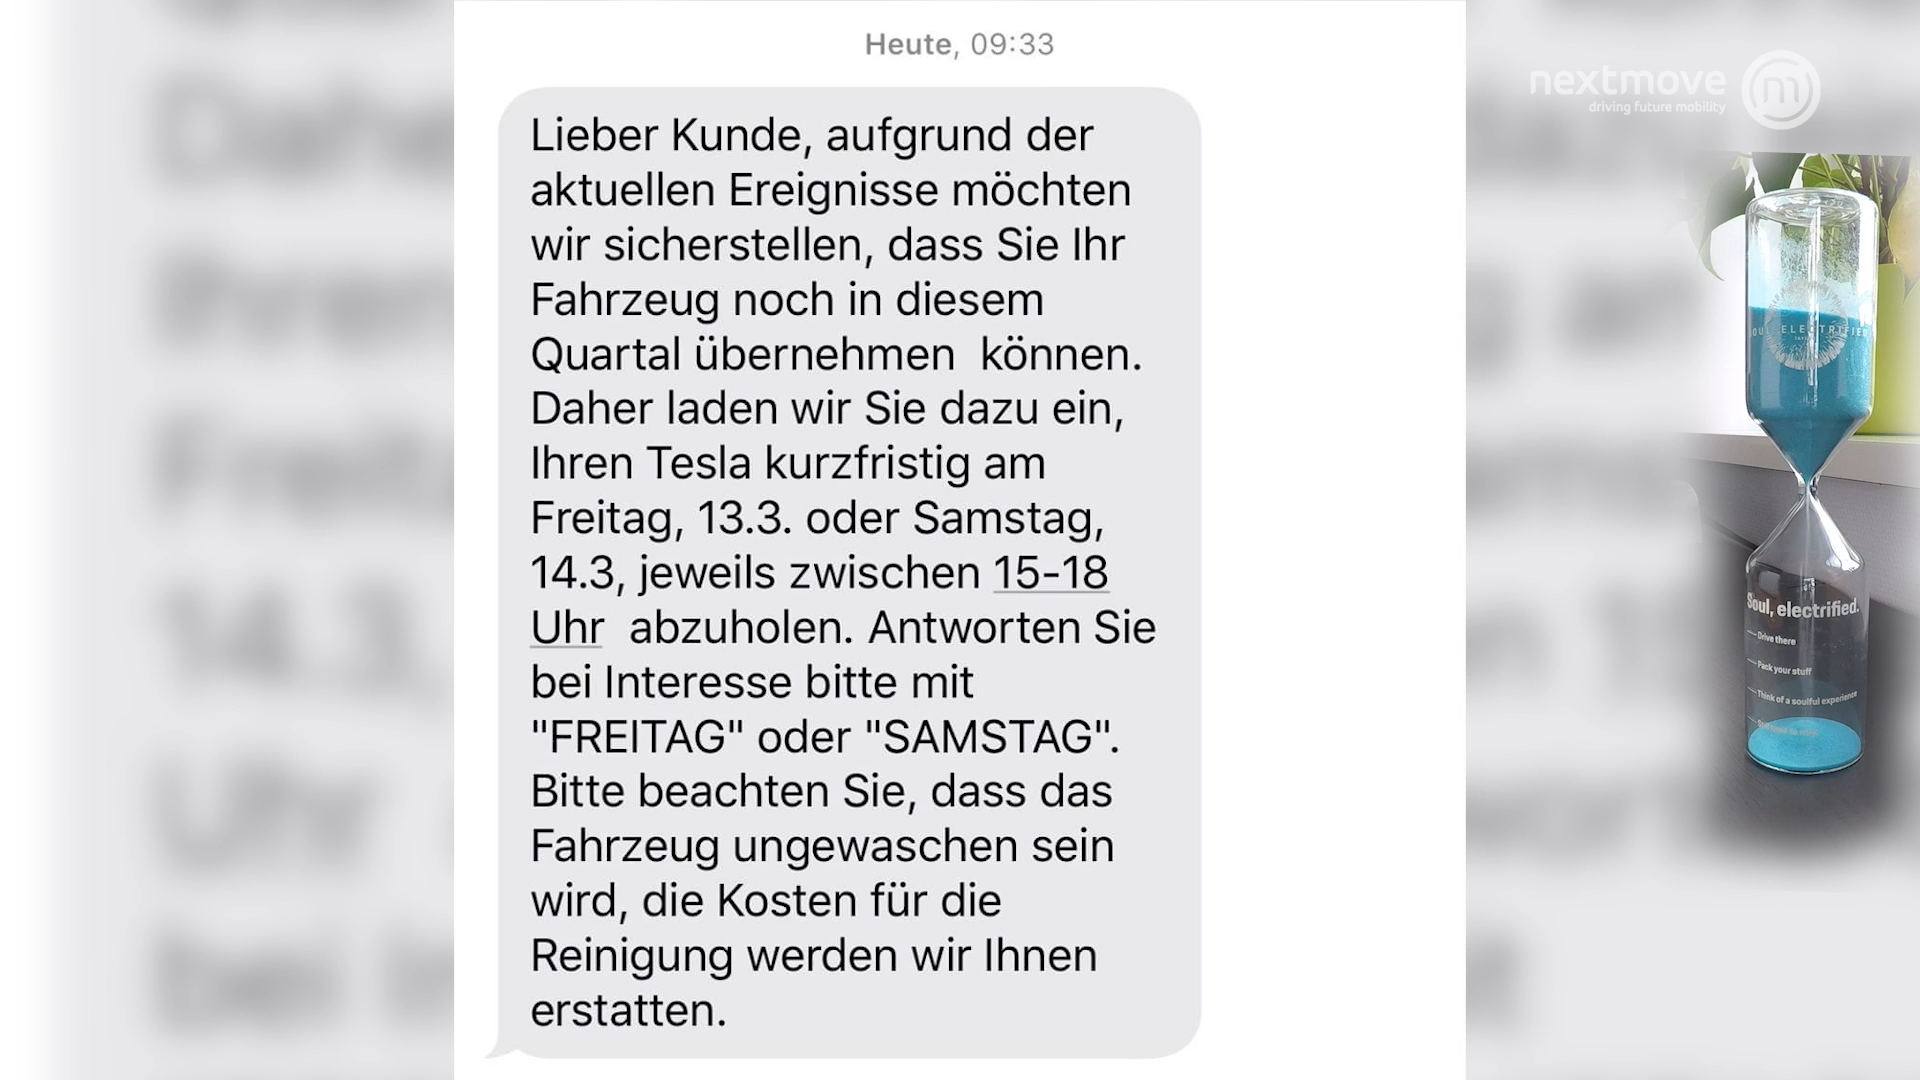 Heute, 09:33
Lieber Kunde, aufgrund der
aktuellen Ereignisse möchten
wir sicherstellen, dass Sie Ihr
Fahrzeug noch in diesem
Quartal übernehmen  können.
Daher laden wir Sie dazu ein,
Ihren Tesla kurzfristig am
Freitag, 13.3. oder Samstag,
14.3, jeweils zwischen 15-18
Uhr  abzuholen. Antworten Sie
bei Interesse bitte mit
"FREITAG" oder "SAMSTAG".
Bitte beachten Sie, dass das
Fahrzeug ungewaschen sein
wird, die Kosten für die
Reinigung werden wir Ihnen
erstatten.
nextmove
driving future mobility
m
ELECTRIFIED
Soul, electrified.
Drive there
Pack your stuff
Think of a soulful experience